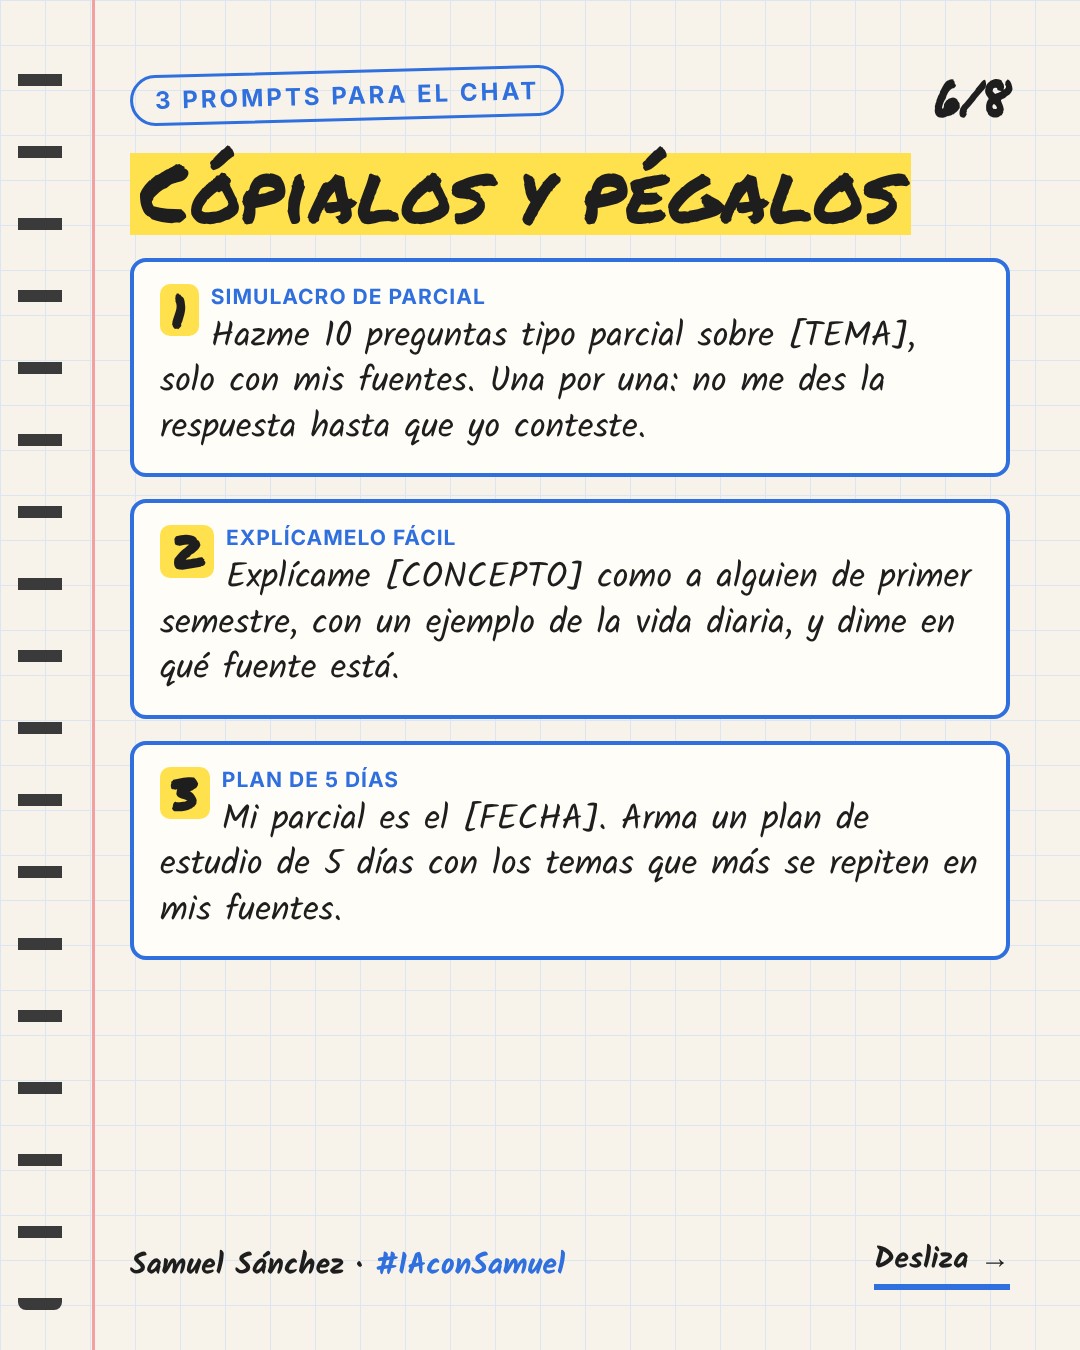 3 PROMPTS PARA EL CHAT
6/8
CÓPIALOS Y PÉGALOS
1 SIMULACRO DE PARCIAL
Hazme 10 preguntas tipo parcial sobre [TEMA],
solo con mis fuentes. Una por una: no me des la
respuesta hasta que yo conteste.
2 EXPLÍCAMELO FÁCIL
Explícame [CONCEPTO] como a alguien de primer
semestre, con un ejemplo de la vida diaria, y dime en
qué fuente está.
3 PLAN DE 5 DÍAS
Mi parcial es el [FECHA]. Arma un plan de
estudio de 5 días con los temas que más se repiten en
mis fuentes.
Samuel Sánchez · #IAconSamuel
Desliza →